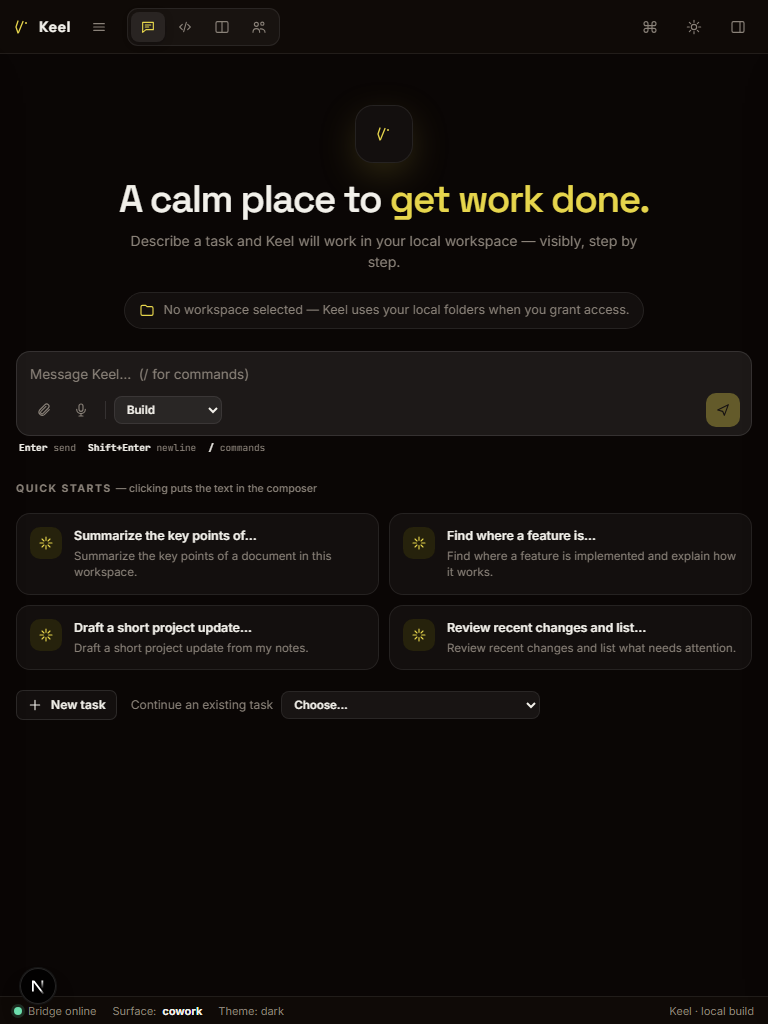 Keel
A calm place to get work done.
Describe a task and Keel will work in your local workspace — visibly, step by
step.
No workspace selected — Keel uses your local folders when you grant access.
Message Keel... (/ for commands)
Build
Enter send Shift+Enter newline / commands
QUICK STARTS — clicking puts the text in the composer
Summarize the key points of...
Summarize the key points of a document in this
workspace.
Find where a feature is...
Find where a feature is implemented and explain how
it works.
Draft a short project update...
Draft a short project update from my notes.
Review recent changes and list...
Review recent changes and list what needs attention.
New task
Continue an existing task
Choose...
N
Bridge online
Surface: cowork
Theme: dark
Keel · local build